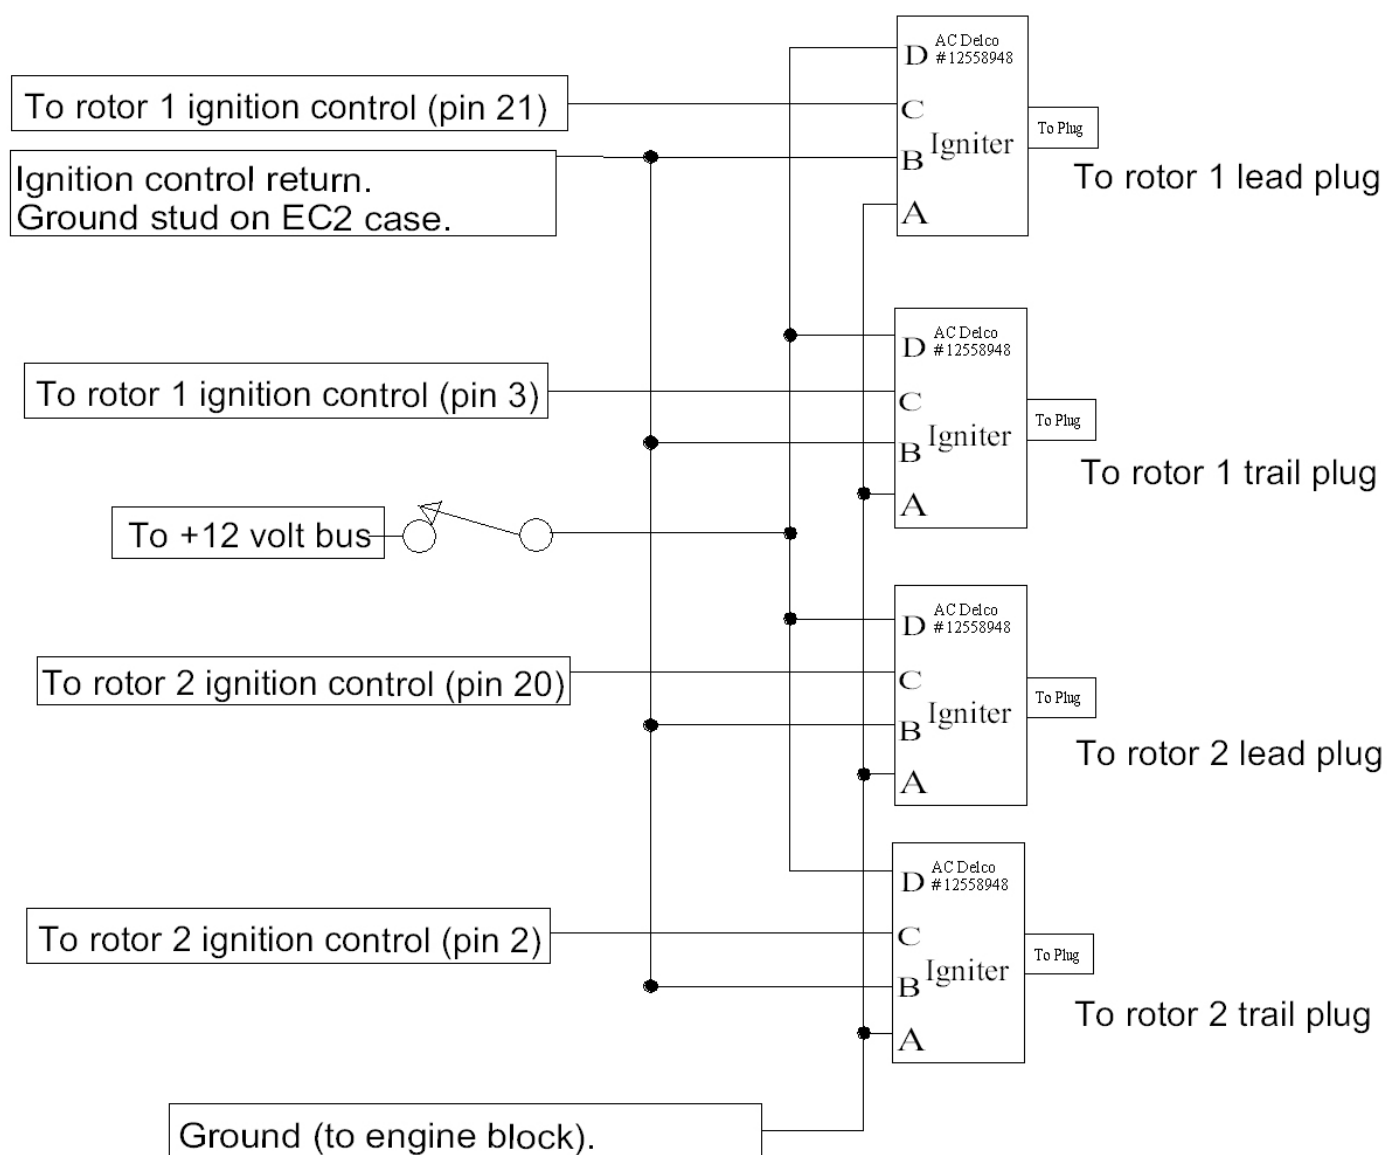 D AC Delco
#12558948
To rotor 1 ignition control (pin 21)
C
To Plug
Igniter
Ignition control return.
Ground stud on EC2 case.
B
To rotor 1 lead plug
A
D AC Delco
#12558948
To rotor 1 ignition control (pin 3)
C
To Plug
Igniter
B
To rotor 1 trail plug
A
To +12 volt bus
D AC Delco
#12558948
To rotor 2 ignition control (pin 20)
C
To Plug
Igniter
B
To rotor 2 lead plug
A
D AC Delco
#12558948
To rotor 2 ignition control (pin 2)
C
To Plug
Igniter
B
To rotor 2 trail plug
A
Ground (to engine block).